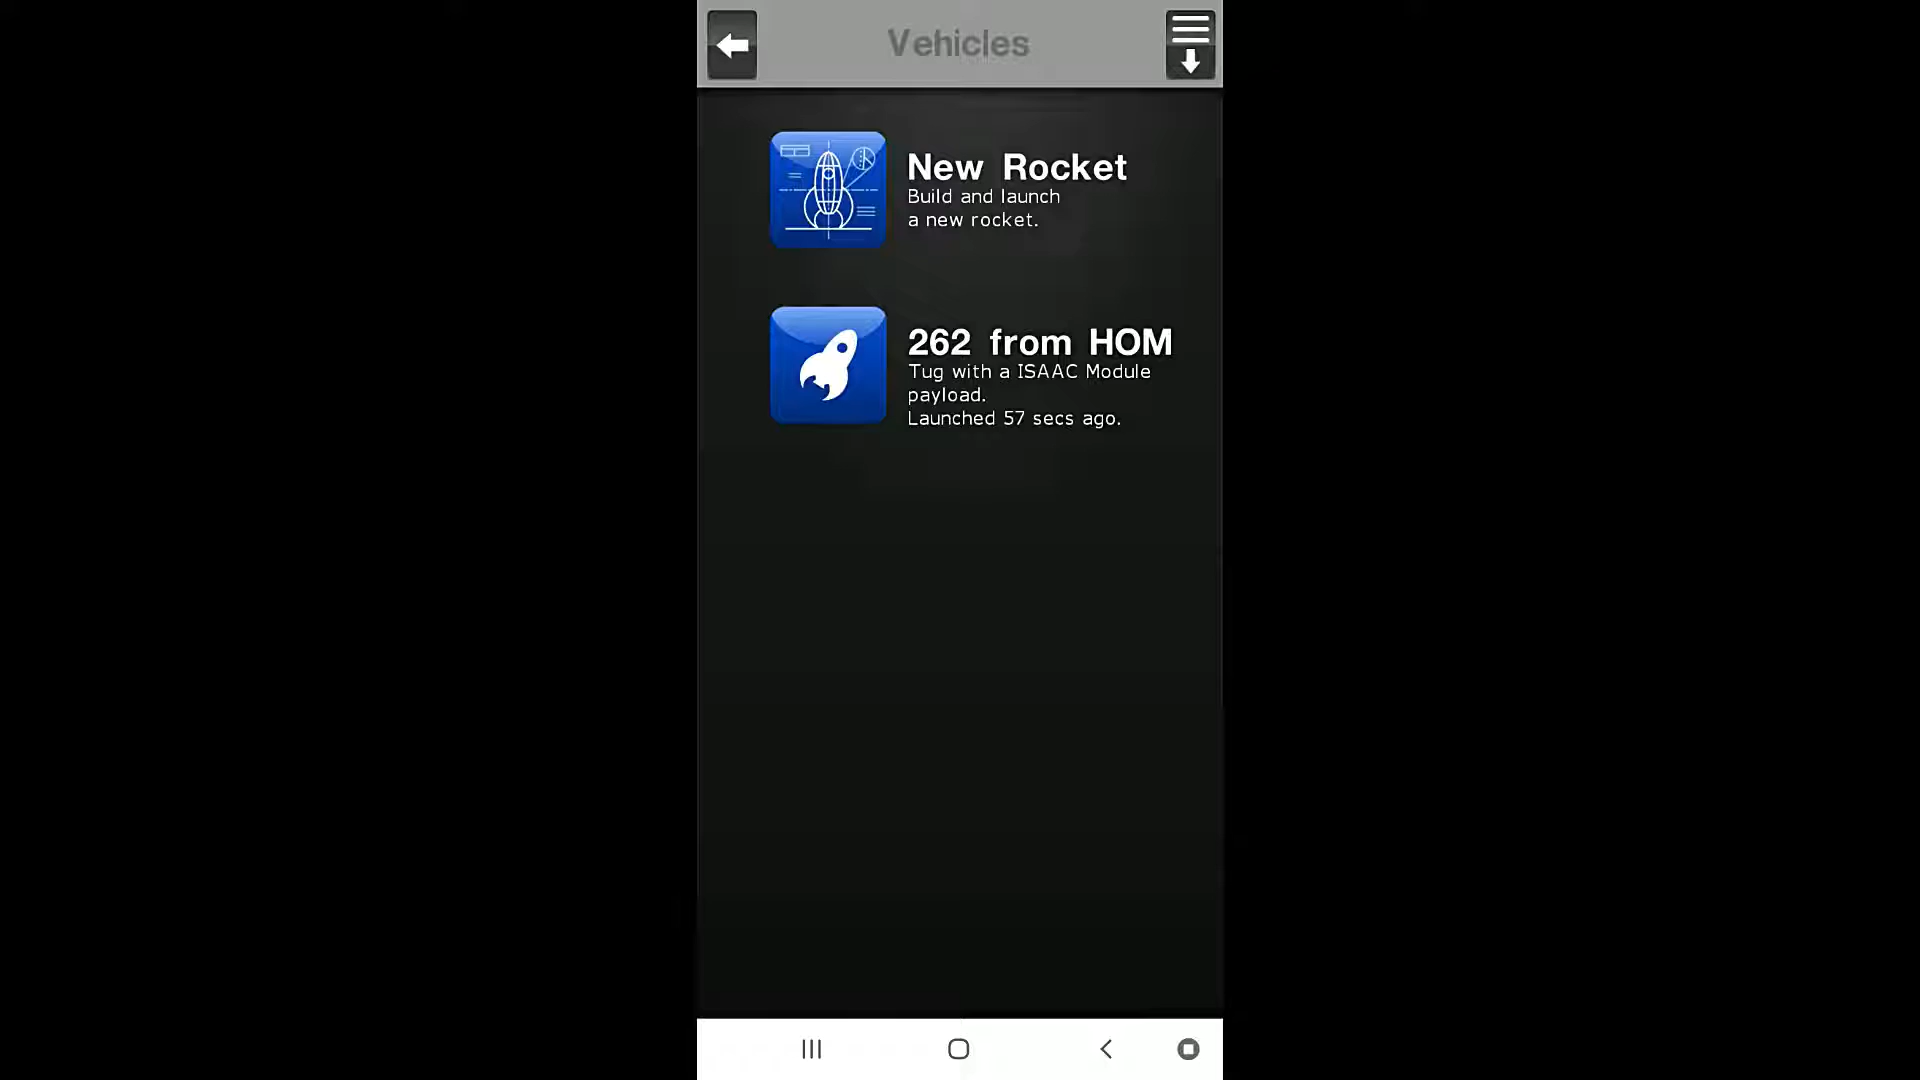 Vehicles
New Rocket
Build and launch
a new rocket.
262 from HOM
Tug with a ISAAC Module
payload.
Launched 57 secs ago.